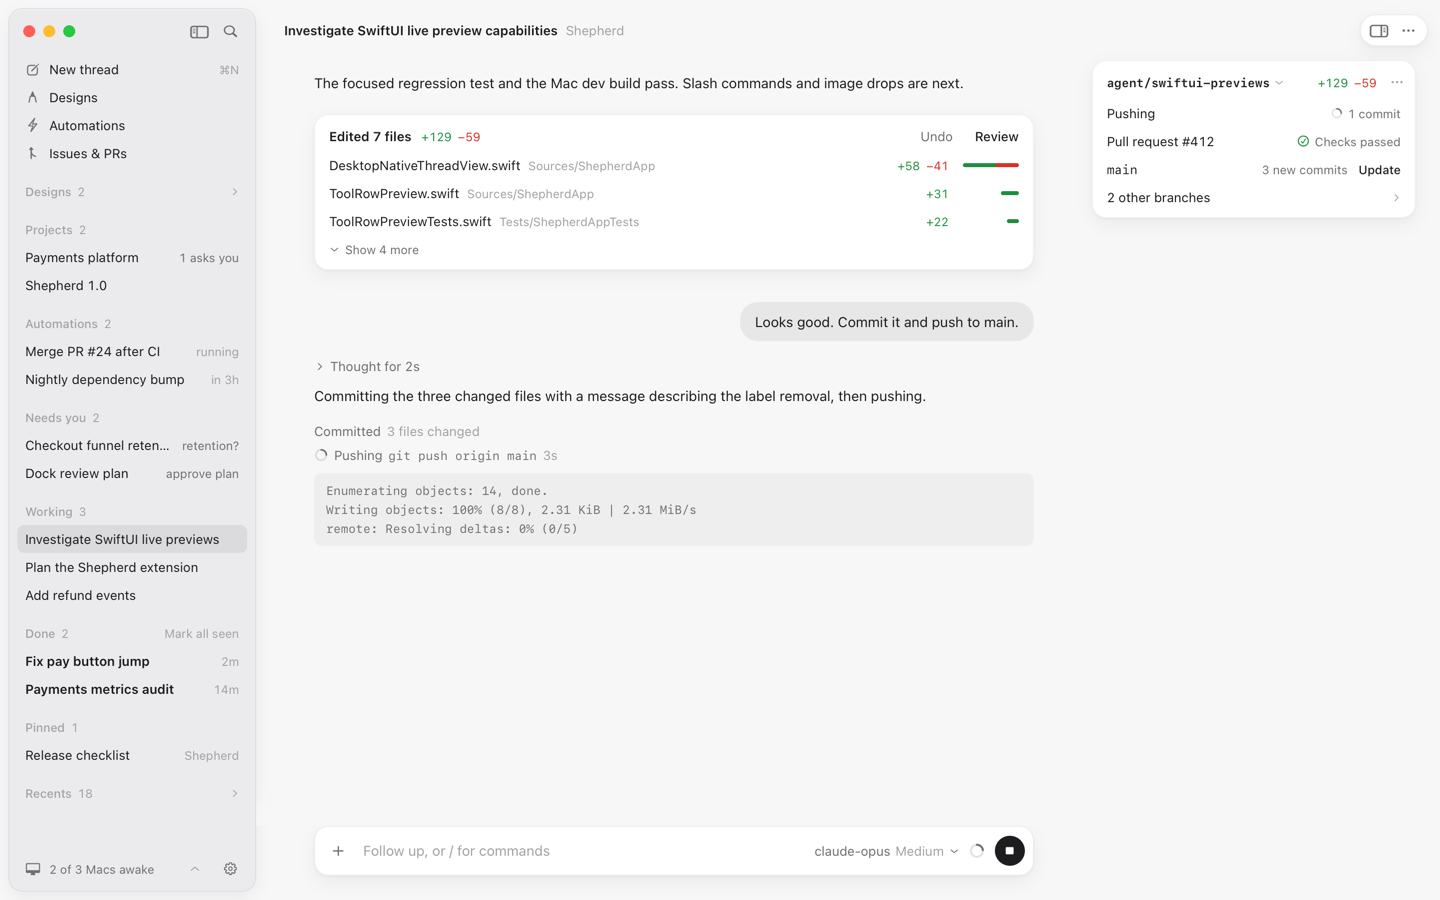 New thread ⌘N
Designs
Automations
Issues & PRs
Designs 2
Projects 2
Payments platform 1 asks you
Shepherd 1.0
Automations 2
Merge PR #24 after CI running
Nightly dependency bump in 3h
Needs you 2
Checkout funnel reten... retention?
Dock review plan approve plan
Working 3
Investigate SwiftUI live previews
Plan the Shepherd extension
Add refund events
Done 2 Mark all seen
Fix pay button jump 2m
Payments metrics audit 14m
Pinned 1
Release checklist Shepherd
Recents 18
2 of 3 Macs awake
Investigate SwiftUI live preview capabilities Shepherd
The focused regression test and the Mac dev build pass. Slash commands and image drops are next.
Edited 7 files +129 −59 Undo Review
DesktopNativeThreadView.swift Sources/ShepherdApp +58 −41
ToolRowPreview.swift Sources/ShepherdApp +31
ToolRowPreviewTests.swift Tests/ShepherdAppTests +22
Show 4 more
Looks good. Commit it and push to main.
Thought for 2s
Committing the three changed files with a message describing the label removal, then pushing.
Committed 3 files changed
Pushing git push origin main 3s
Enumerating objects: 14, done.
Writing objects: 100% (8/8), 2.31 KiB | 2.31 MiB/s
remote: Resolving deltas: 0% (0/5)
Follow up, or / for commands claude-opus Medium
agent/swiftui-previews +129 −59
Pushing 1 commit
Pull request #412 Checks passed
main 3 new commits Update
2 other branches